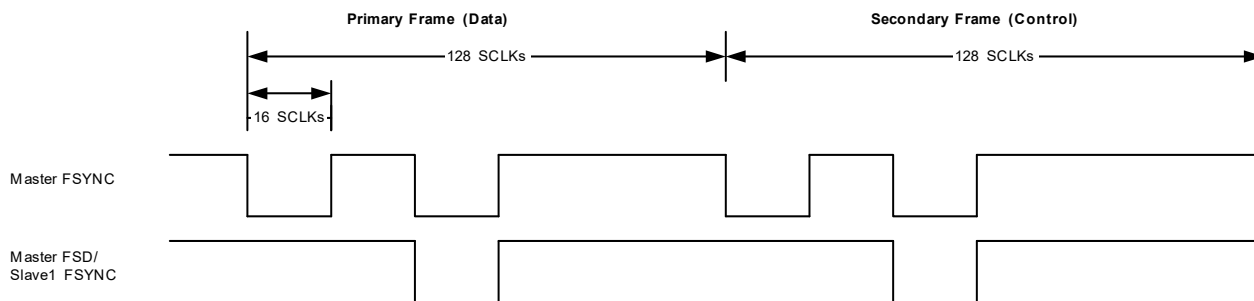 Primary Frame (Data)
Secondary Frame (Control)
128 SCLKs
128 SCLKs
16 SCLKs
Master FSYNC
Master FSD/
Slave1 FSYNC